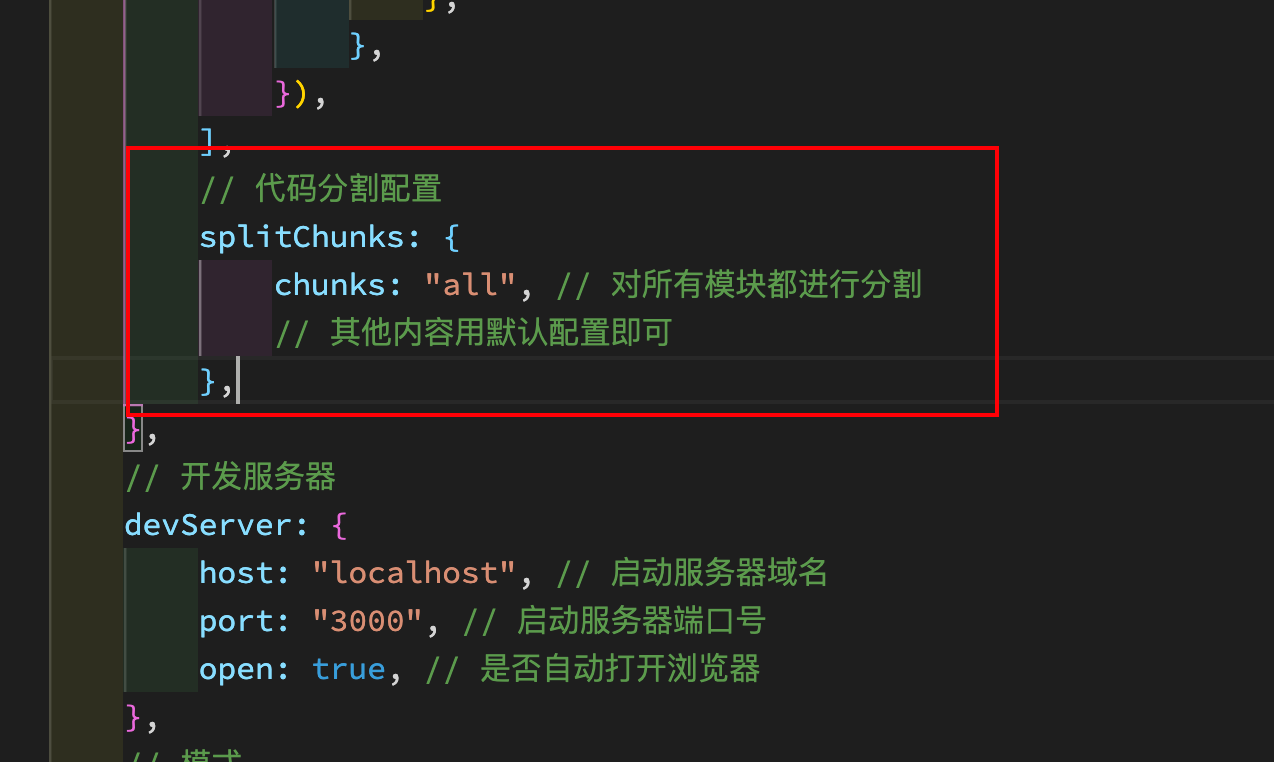 },
},
}),
],
// 代码分割配置
splitChunks: {
chunks: "all", // 对所有模块都进行分割
// 其他内容用默认配置即可
},
},
// 开发服务器
devServer: {
host: "localhost", // 启动服务器域名
port: "3000", // 启动服务器端口号
open: true, // 是否自动打开浏览器
},
// 模式